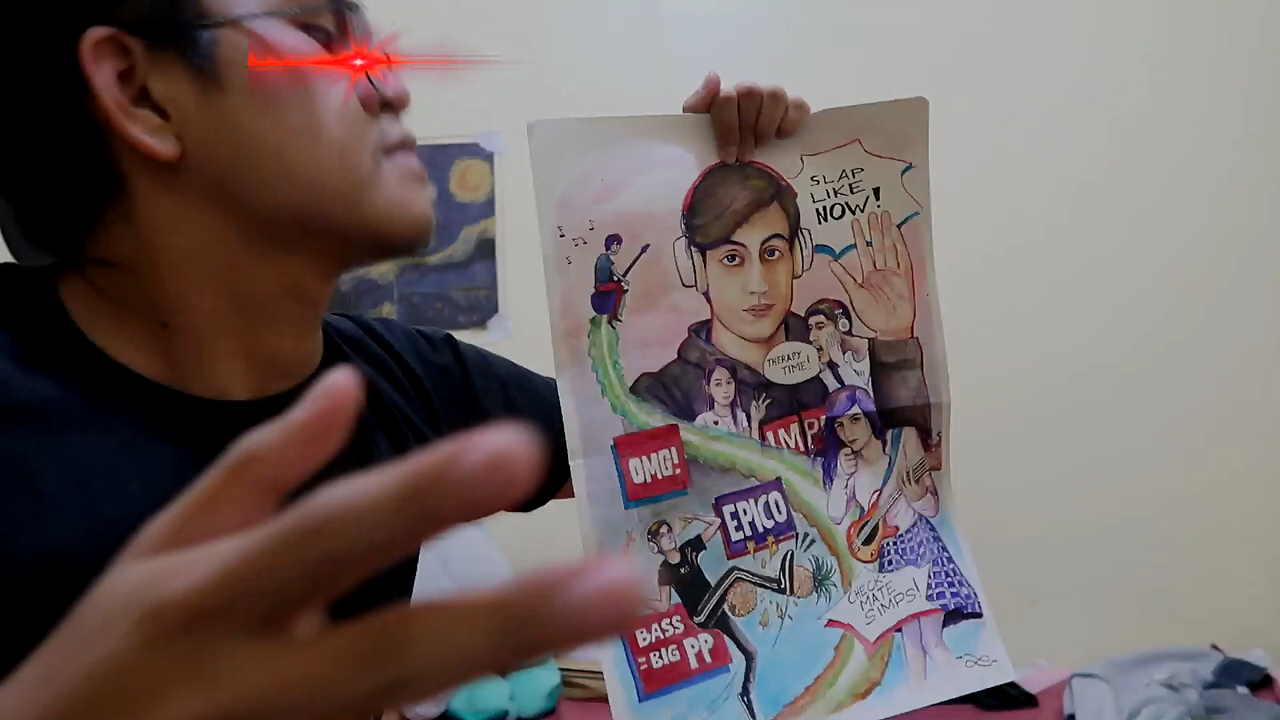 SLAP
LIKE
NOW!
THERAPY
TIME!
OMG!
EPICO
CHECK-
MATE
SIMPS!
BASS
=BIG PP